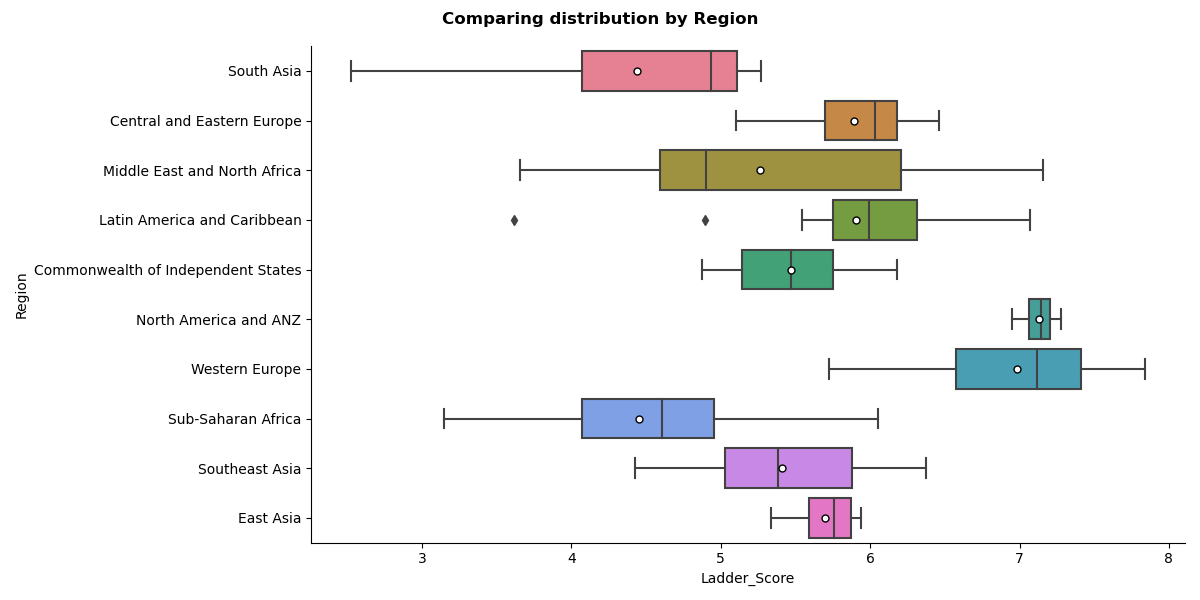 Comparing distribution by Region
South Asia
Central and Eastern Europe
Middle East and North Africa
Latin America and Caribbean
Commonwealth of Independent States
North America and ANZ
Western Europe
Sub-Saharan Africa
Southeast Asia
East Asia
Region
3 4 5 6 7 8
Ladder_Score